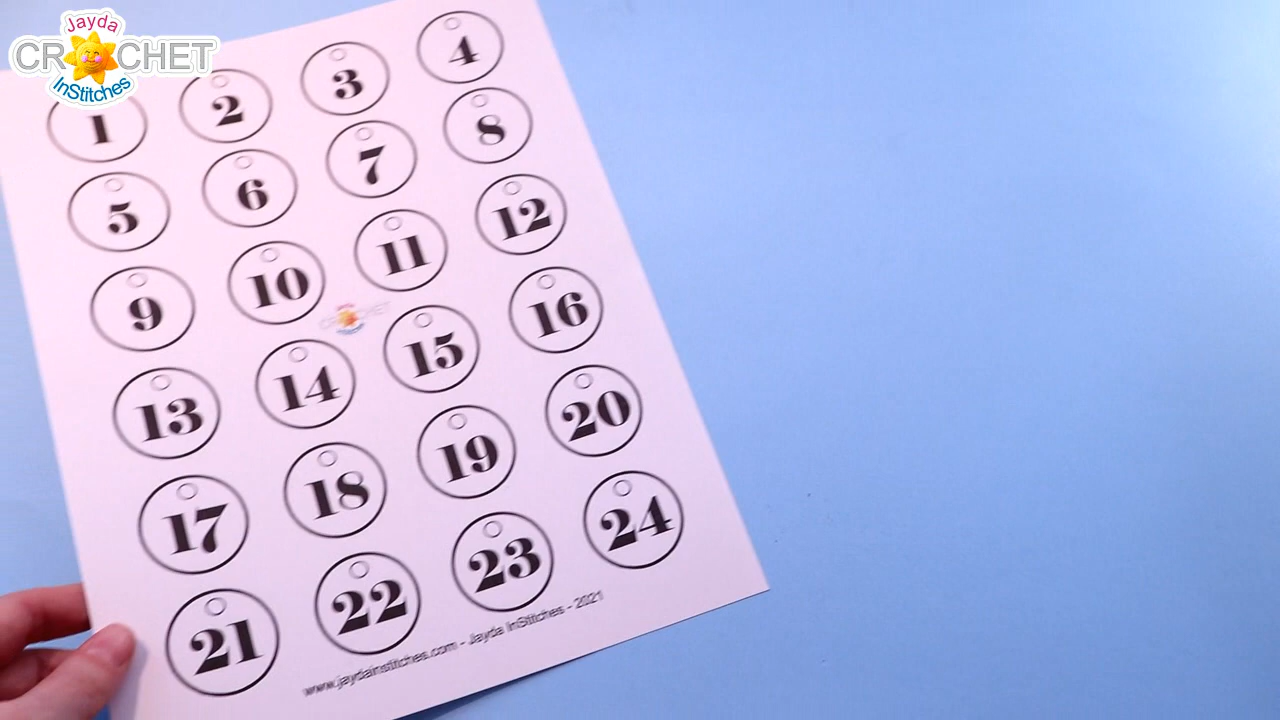 Jayda
CROCHET
InStitches
1 2 3 4
5 6 7 8
9 10 11 12
CROCHET
13 14 15 16
17 18 19 20
21 22 23 24
www.jaydainstitches.com - Jayda InStitches - 2021